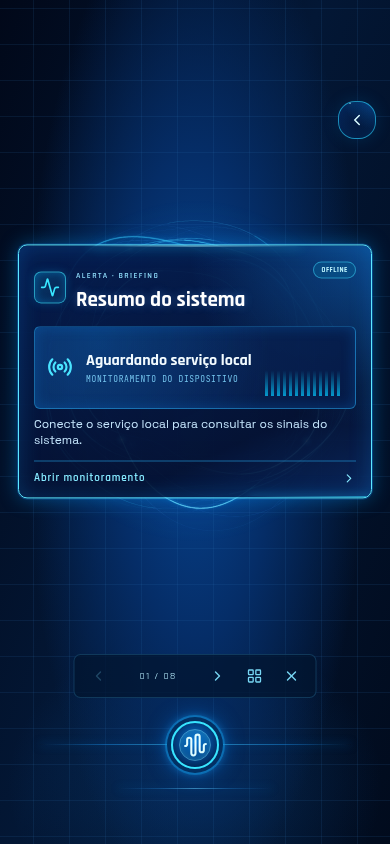 ALERTA · BRIEFING
OFFLINE
Resumo do sistema
Aguardando serviço local
MONITORAMENTO DO DISPOSITIVO
Conecte o serviço local para consultar os sinais do
sistema.
Abrir monitoramento
01 / 08